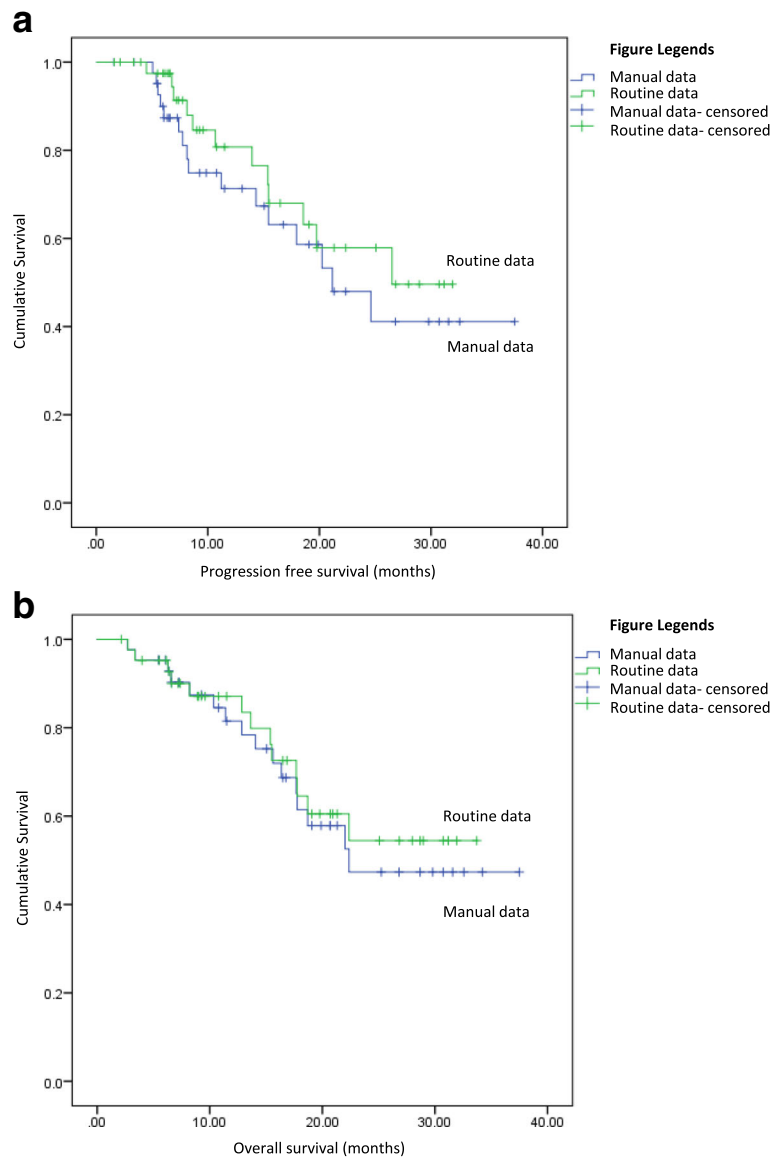 a
Figure Legends
Manual data
Routine data
Manual data- censored
Routine data- censored
1.0
0.8
0.6
0.4
0.2
0.0
Cumulative Survival
Routine data
Manual data
.00 10.00 20.00 30.00 40.00
Progression free survival (months)
b
Figure Legends
Manual data
Routine data
Manual data- censored
Routine data- censored
1.0
0.8
0.6
0.4
0.2
0.0
Cumulative Survival
Routine data
Manual data
.00 10.00 20.00 30.00 40.00
Overall survival (months)